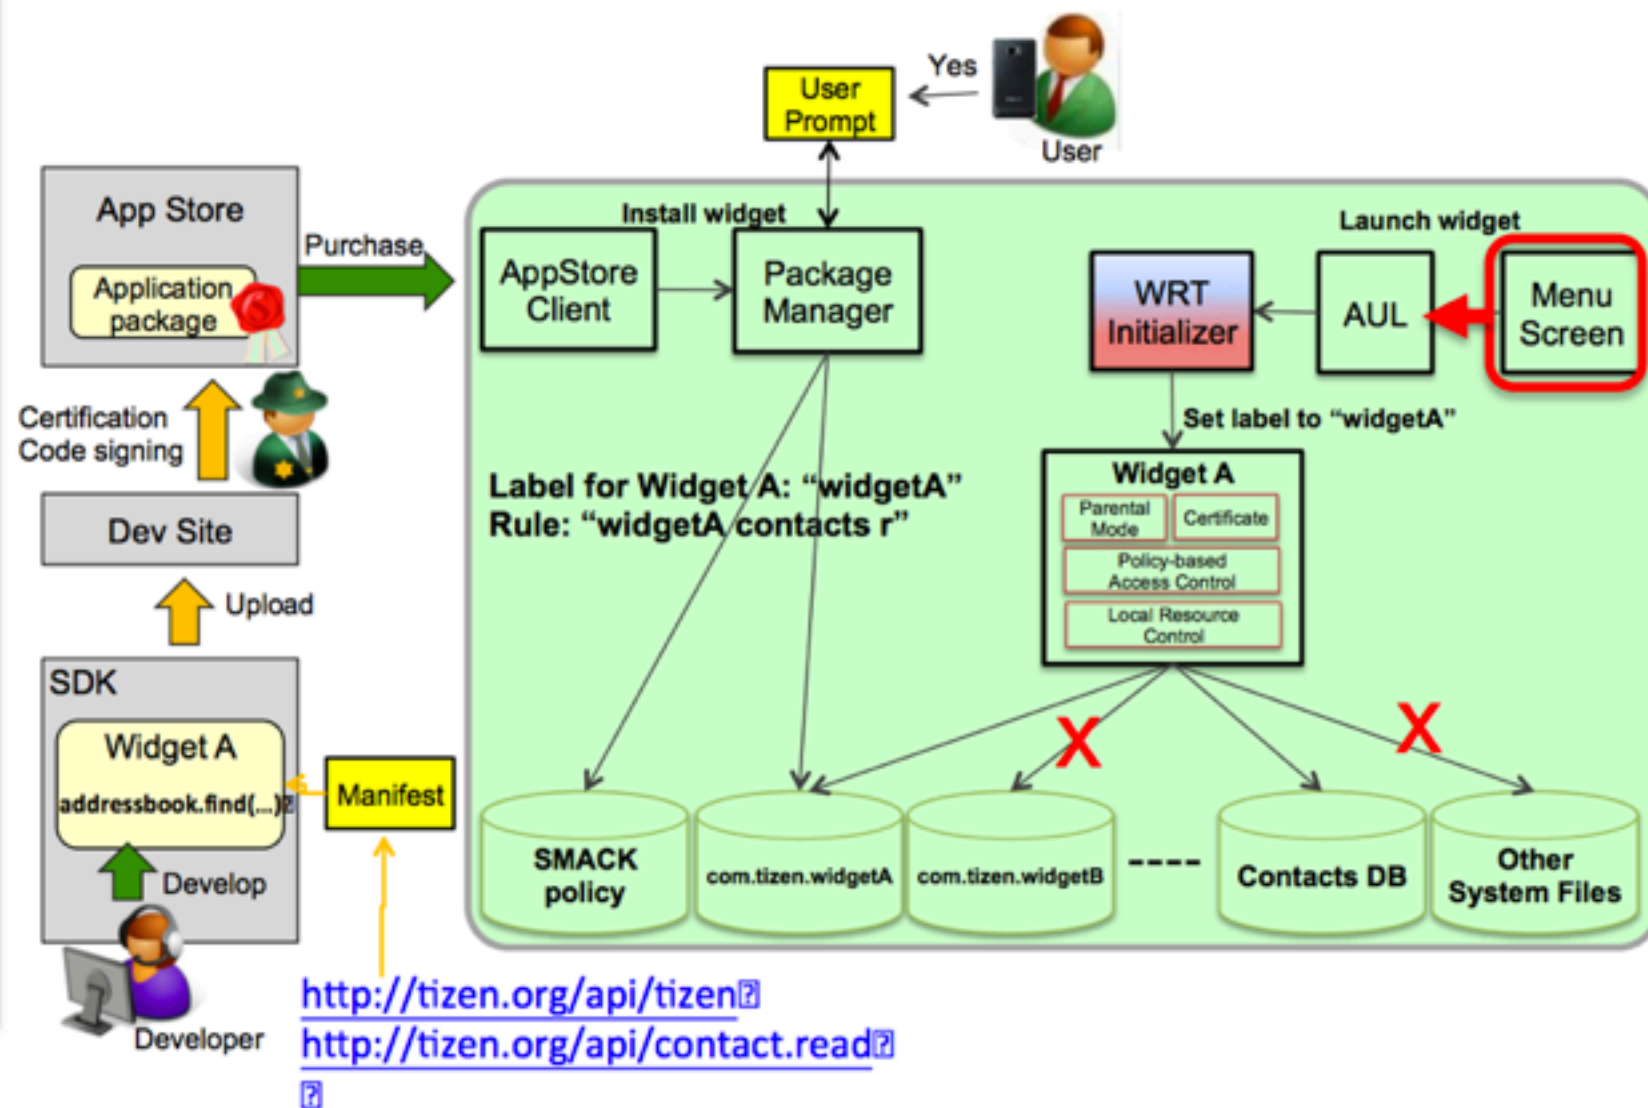 Yes
User
Prompt
User
App Store
Application
package
Purchase
Install widget
AppStore
Client
Package
Manager
Launch widget
WRT
Initializer
AUL
Menu
Screen
Certification
Code signing
Set label to “widgetA”
Label for Widget A: “widgetA”
Rule: “widgetA contacts r”
Widget A
Parental
Mode
Certificate
Policy-based
Access Control
Local Resource
Control
Dev Site
Upload
SDK
Widget A
addressbook.find(...)
Manifest
Develop
Developer
X
X
SMACK
policy
com.tizen.widgetA
com.tizen.widgetB
----
Contacts DB
Other
System Files
http://tizen.org/api/tizen
http://tizen.org/api/contact.read